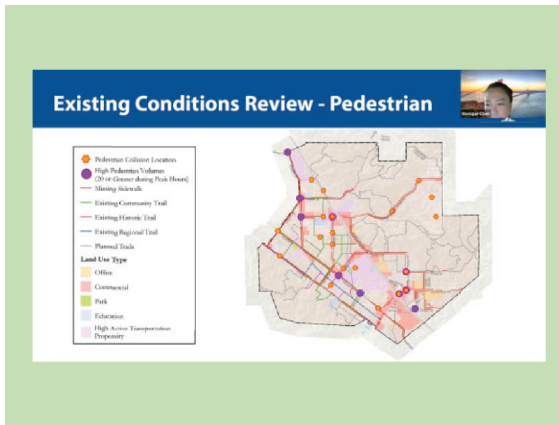 Existing Conditions Review - Pedestrian
Pedestrian Collision Location
High Pedestrian Volumes
(20 or Greater during Peak Hours)
Missing Sidewalk
Existing Community Trail
Existing Historic Trail
Existing Regional Trail
Planned Trails
Land Use Type
Office
Commercial
Park
Education
High Active Transportation
Propensity